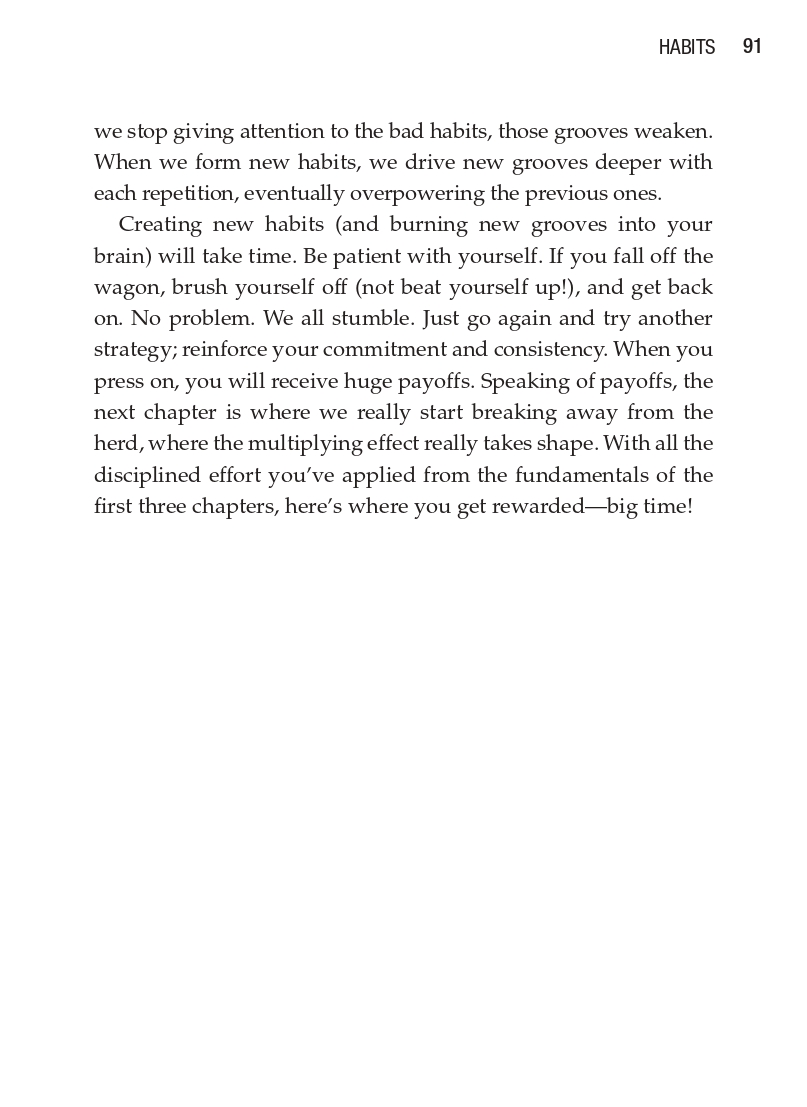 HABITS 91
we stop giving attention to the bad habits, those grooves weaken.
When we form new habits, we drive new grooves deeper with
each repetition, eventually overpowering the previous ones.
Creating new habits (and burning new grooves into your
brain) will take time. Be patient with yourself. If you fall off the
wagon, brush yourself off (not beat yourself up!), and get back
on. No problem. We all stumble. Just go again and try another
strategy; reinforce your commitment and consistency. When you
press on, you will receive huge payoffs. Speaking of payoffs, the
next chapter is where we really start breaking away from the
herd, where the multiplying effect really takes shape. With all the
disciplined effort you’ve applied from the fundamentals of the
first three chapters, here’s where you get rewarded—big time!